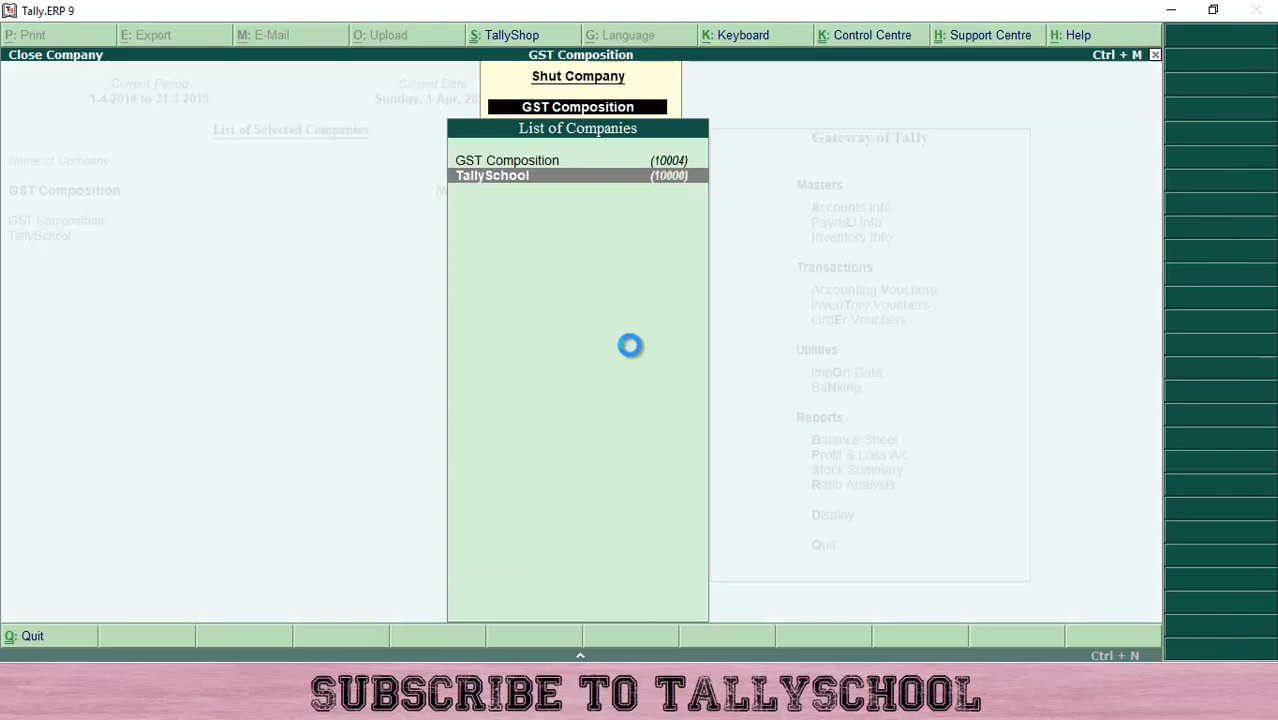 Tally.ERP 9
P: Print E: Export M: E-Mail O: Upload S: TallyShop G: Language K: Keyboard K: Control Centre H: Support Centre H: Help
Close Company GST Composition Ctrl + M
Shut Company
GST Composition
Current Period Current Date
1-4-2018 to 31-3 2019 Sunday, 1 Apr, 20
List of Selected Companies
Name of Company
GST Composition
GST Composition
TallySchool
List of Companies
GST Composition (10004)
TallySchool (10000)
Gateway of Tally
Masters
Accounts Info
PayroLl Info
Inventory Info
Transactions
Accounting Vouchers
InvenTory Vouchers
OrdEr Vouchers
Utilities
ImpOrt Data
BaNking
Reports
Balance Sheet
Profit & Loss A/c
Stock Summary
Ratio Analysis
Display
Quit
Q: Quit
Ctrl + N
SUBSCRIBE TO TALLYSCHOOL